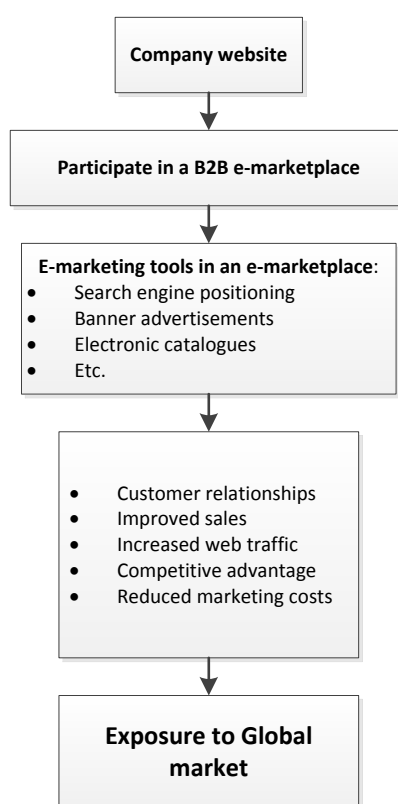 Company website
Participate in a B2B e-marketplace
E-marketing tools in an e-marketplace:
• Search engine positioning
• Banner advertisements
• Electronic catalogues
• Etc.
• Customer relationships
• Improved sales
• Increased web traffic
• Competitive advantage
• Reduced marketing costs
Exposure to Global
market